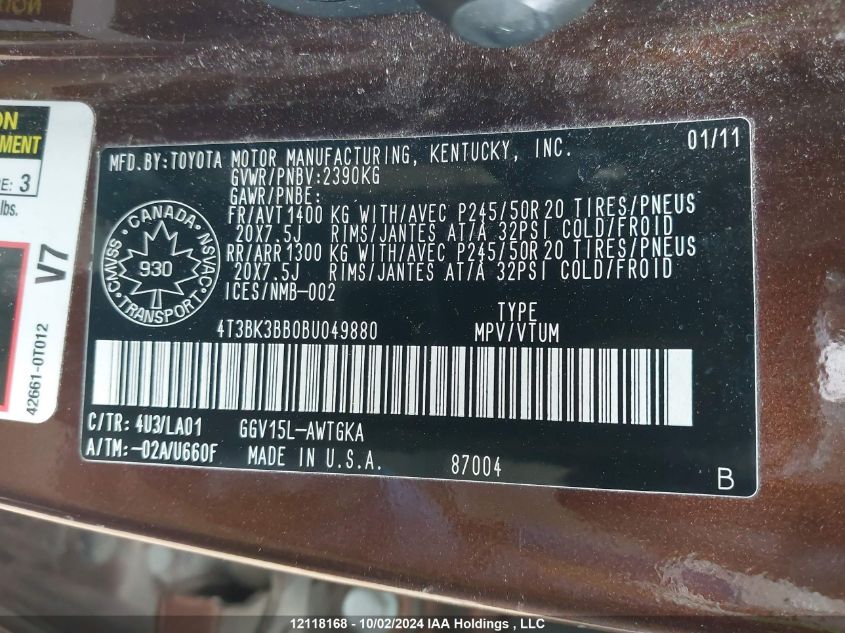 MFD.BY:TOYOTA MOTOR MANUFACTURING, KENTUCKY, INC. 01/11
GVWR/PNBV:2390KG
GAWR/PNBE:
FR/AVT1400 KG WITH/AVEC P245/50R20 TIRES/PNEUS
20X7.5J RIMS/JANTES AT/A 32PSI COLD/FROID
RR/ARR1300 KG WITH/AVEC P245/50R20 TIRES/PNEUS
20X7.5J RIMS/JANTES AT/A 32PSI COLD/FROID
ICES/NMB-002
CANADA
CMVSS
NSVAC
930
TRANSPORT
4T3BK3BB0BU049880
TYPE
MPV/VTUM
C/TR: 4U3/LA01 GGV15L-AWTGKA
A/TM:-02A/U660F MADE IN U.S.A. 87004 B
ON
EMENT
E: 3
lbs.
V7
42661-0T012
12118168 - 10/02/2024 IAA Holdings , LLC